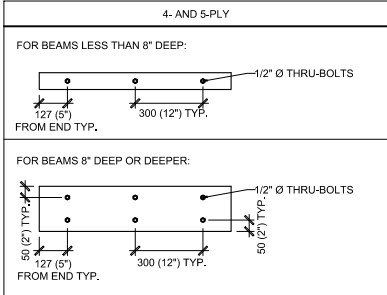 4- AND 5-PLY
FOR BEAMS LESS THAN 8" DEEP:
1/2" Ø THRU-BOLTS
127 (5")
FROM END TYP.
300 (12") TYP.
FOR BEAMS 8" DEEP OR DEEPER:
1/2" Ø THRU-BOLTS
50 (2") TYP.
50 (2") TYP.
127 (5")
FROM END TYP.
300 (12") TYP.